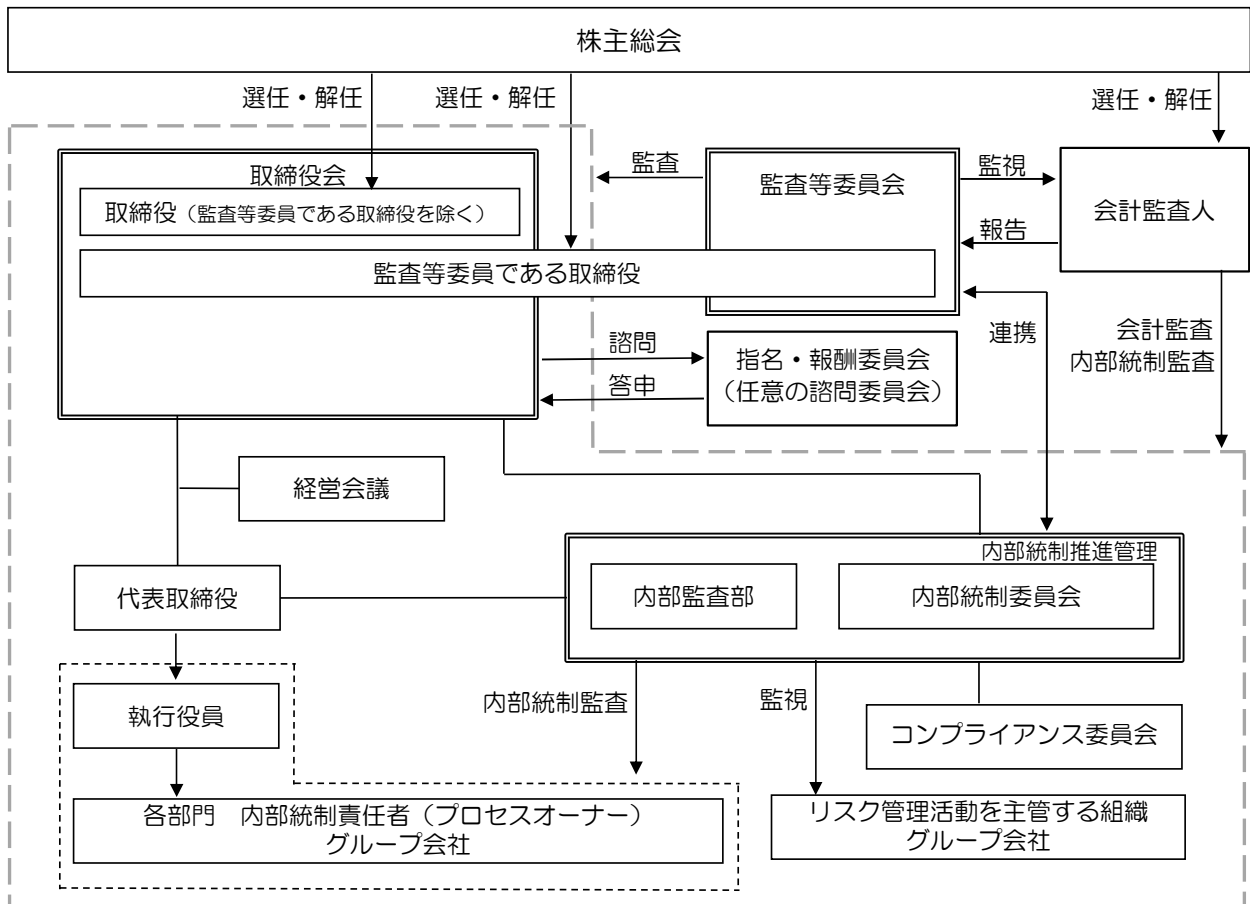 株主総会
選任・解任
選任・解任
選任・解任
取締役会
取締役（監査等委員である取締役を除く）
監査等委員である取締役
監査
監査等委員会
監視
報告
会計監査人
諮問
答申
指名・報酬委員会
（任意の諮問委員会）
連携
会計監査
内部統制監査
経営会議
内部統制推進管理
代表取締役
内部監査部
内部統制委員会
執行役員
内部統制監査
監視
コンプライアンス委員会
各部門　内部統制責任者（プロセスオーナー）
グループ会社
リスク管理活動を主管する組織
グループ会社